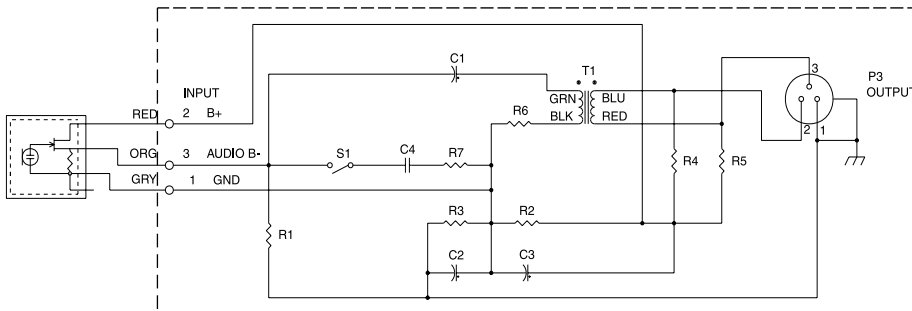 C1
T1
3
P3
OUTPUT
INPUT
RED 2 B+
GRN BLU
BLK RED
R6
2 1
ORG 3 AUDIO B-
S1 C4 R7
R4 R5
GRY 1 GND
R3 R2
R1
C2 C3